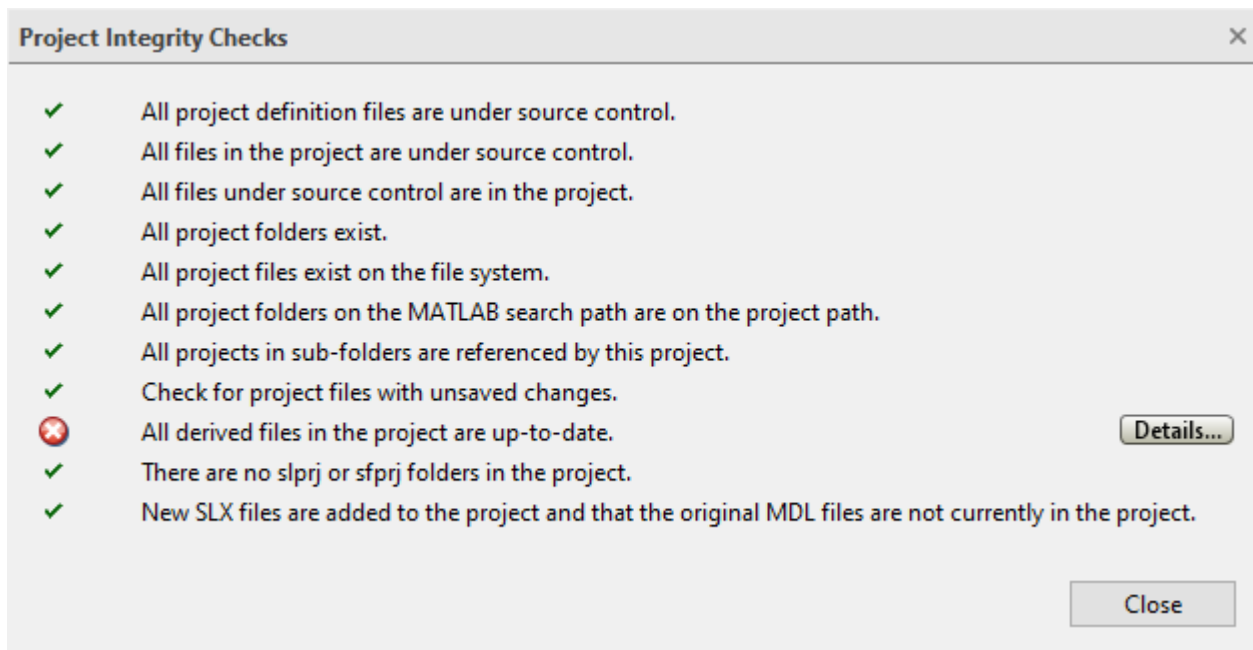 Project Integrity Checks
All project definition files are under source control.
All files in the project are under source control.
All files under source control are in the project.
All project folders exist.
All project files exist on the file system.
All project folders on the MATLAB search path are on the project path.
All projects in sub-folders are referenced by this project.
Check for project files with unsaved changes.
All derived files in the project are up-to-date. Details...
There are no slprj or sfprj folders in the project.
New SLX files are added to the project and that the original MDL files are not currently in the project.
Close